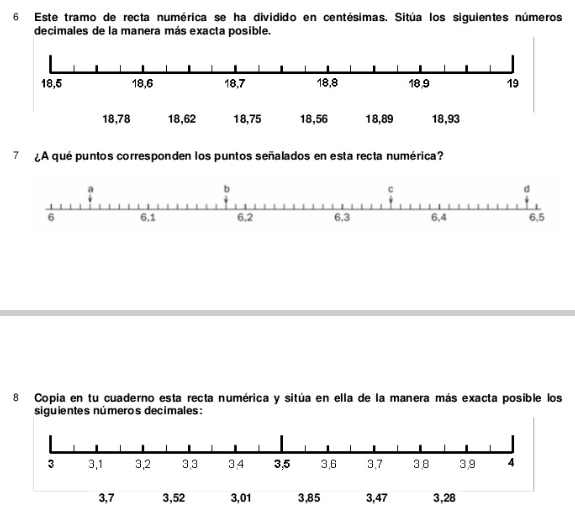 6 Este tramo de recta numérica se ha dividido en centésimas. Sitúa los siguientes números
decimales de la manera más exacta posible.
18,5 18,6 18,7 18,8 18,9 19
18,78 18,62 18,75 18,56 18,89 18,93
7 ¿A qué puntos corresponden los puntos señalados en esta recta numérica?
a b c d
6 6,1 6,2 6,3 6,4 6,5
8 Copia en tu cuaderno esta recta numérica y sitúa en ella de la manera más exacta posible los
siguientes números decimales:
3 3,1 3,2 3,3 3,4 3,5 3,6 3,7 3,8 3,9 4
3,7 3,52 3,01 3,85 3,47 3,28